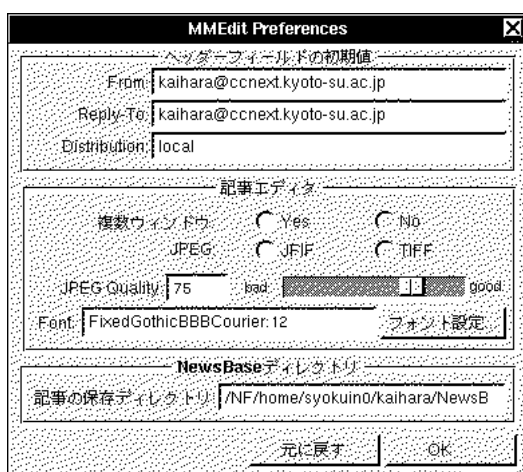 MMEdit Preferences
ヘッダーフィールドの初期値
From: kaihara@ccnext.kyoto-su.ac.jp
Reply-To: kaihara@ccnext.kyoto-su.ac.jp
Distribution: local
記事エディタ
複数ウィンドウ: Yes No
JPEG: JFIF TIFF
JPEG Quality: 75 bad good
Font: FixedGothicBBBCourier:12 フォント設定
NewsBaseディレクトリ
記事の保存ディレクトリ: /NF/home/syokuin0/kaihara/NewsB
元に戻す OK